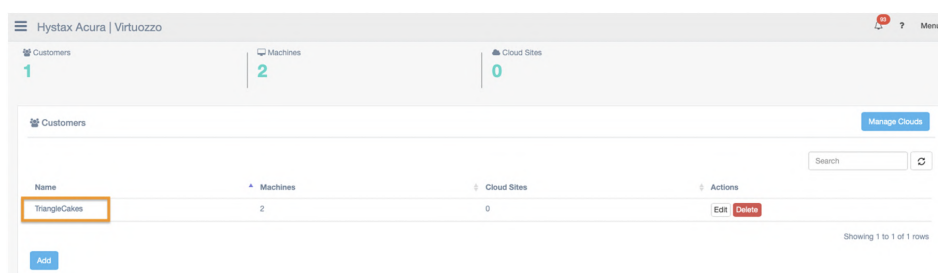 Hystax Acura | Virtuozzo
93 ? Menu
Customers Machines Cloud Sites
1 2 0
Customers Manage Clouds
Search
Name Machines Cloud Sites Actions
TriangleCakes 2 0 Edit Delete
Showing 1 to 1 of 1 rows
Add